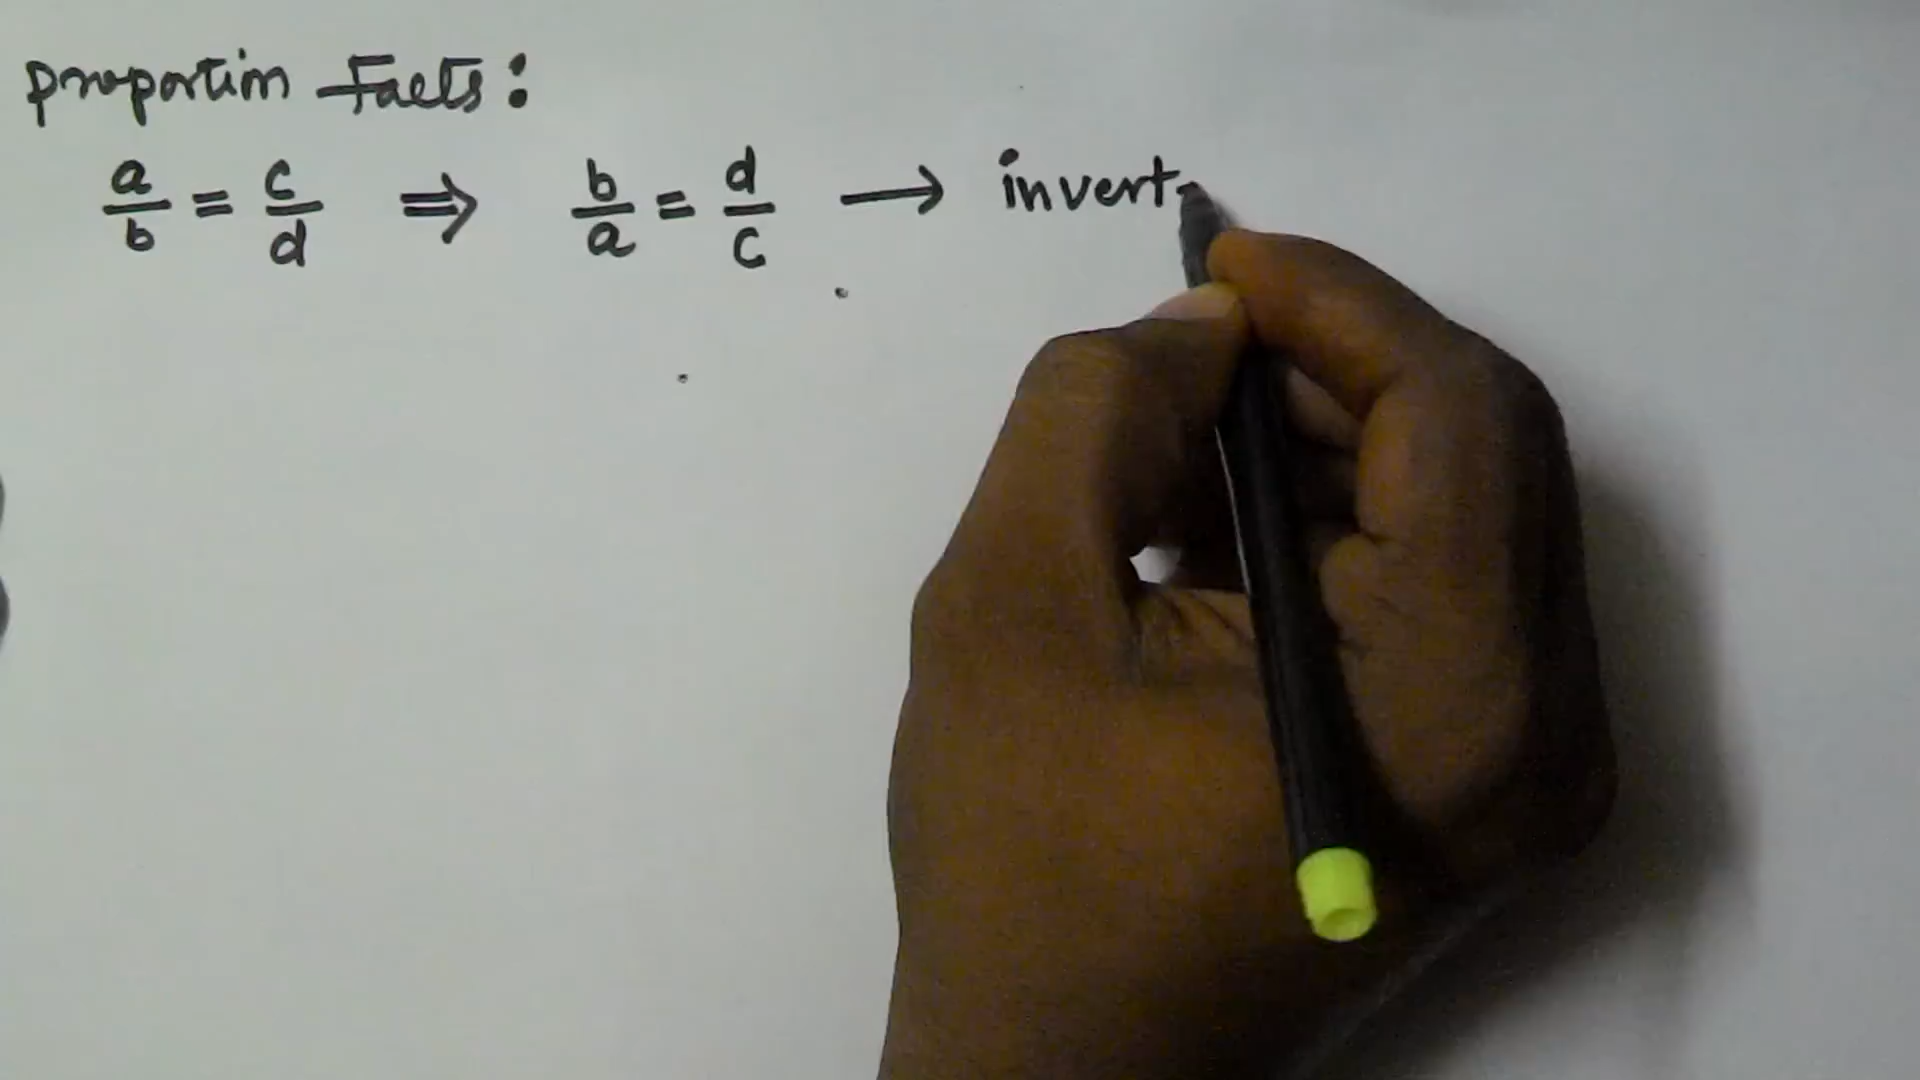 proportion Facts:
a/b = c/d ⇒ b/a = d/c → invert